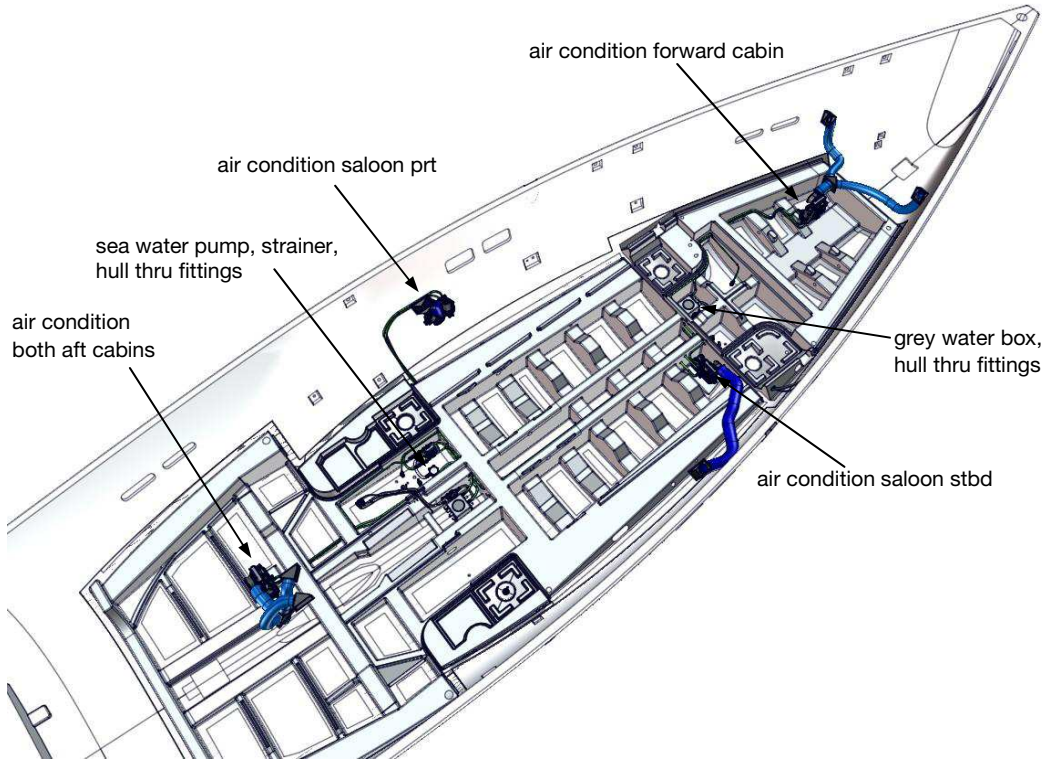 air condition forward cabin
air condition saloon prt
sea water pump, strainer,
hull thru fittings
air condition
both aft cabins
grey water box,
hull thru fittings
air condition saloon stbd